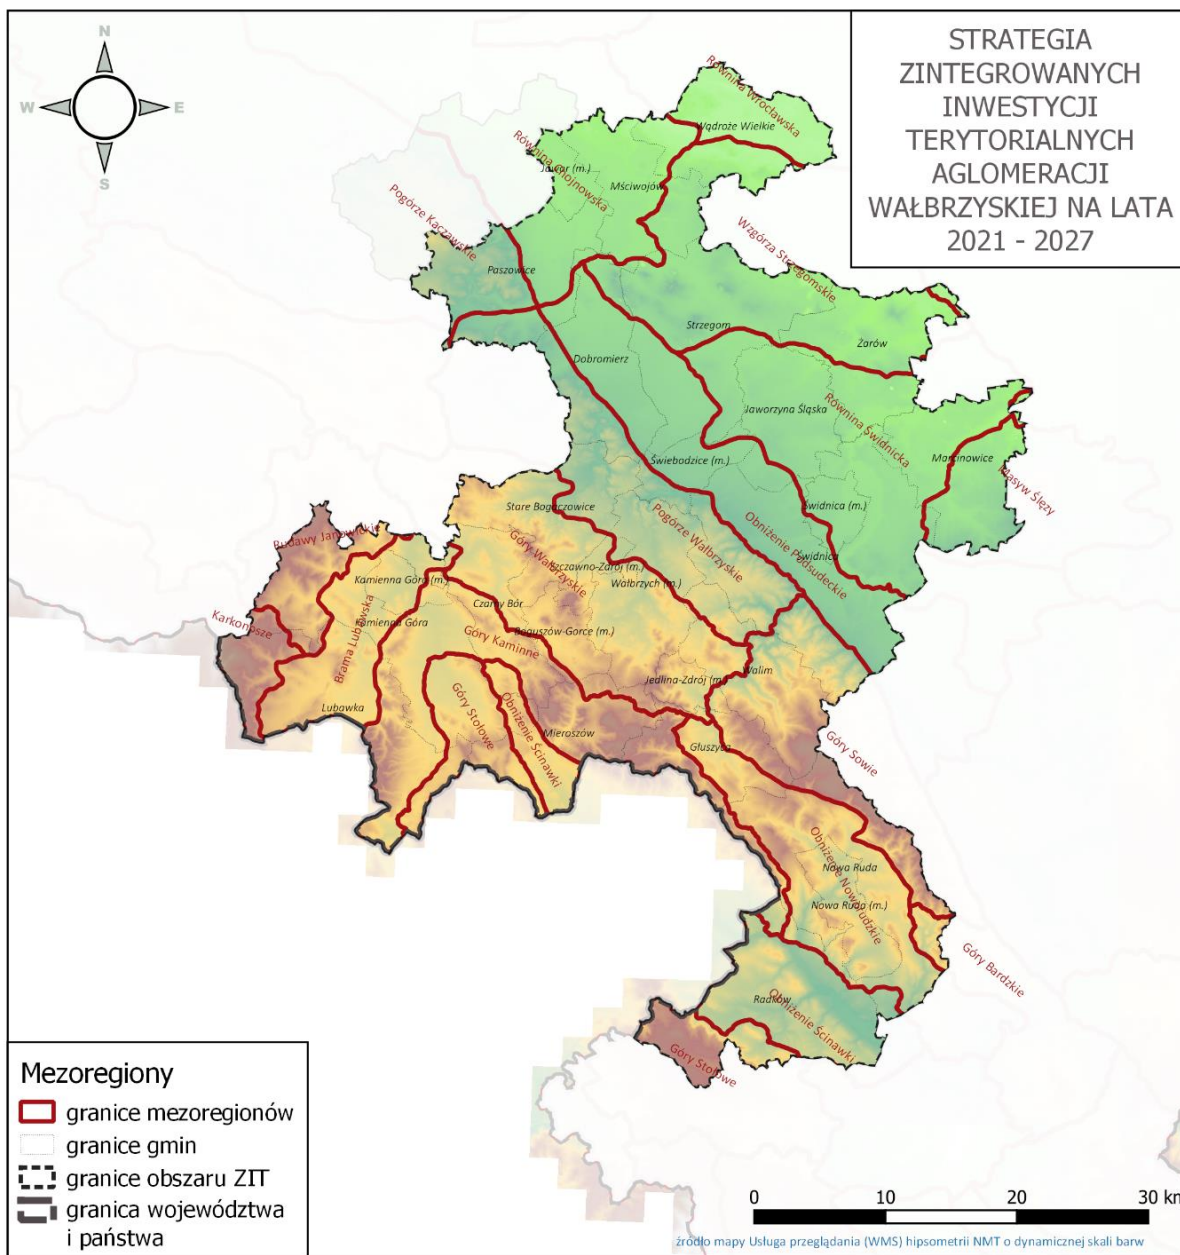 STRATEGIA
ZINTEGROWANYCH
INWESTYCJI
TERYTORIALNYCH
AGLOMERACJI
WAŁBRZYSKIEJ NA LATA
2021 - 2027
N
W
E
S
Równina Wrocławska
Wądroże Wielkie
Równina Chojnowska
Jawor (m.)
Mściwojów
Pogórze Kaczawskie
Wzgórza Strzegomskie
Paszowice
Strzegom
Żarów
Dobromierz
Jaworzyna Śląska
Równina Świdnicka
Marcinowice
Masyw Ślęży
Świebodzice (m.)
Stare Bogaczowice
Świdnica (m.)
Pogórze Wałbrzyskie
Obniżenie Podsudeckie
Rudawy Janowickie
Góry Wałbrzyskie
Świdnica
Szczawno-Zdrój (m.)
Kamienna Góra (m.)
Wałbrzych (m.)
Czarny Bór
Karkonosze
Kamienna Góra
Brama Lubawska
Boguszów-Gorce (m.)
Góry Kaminne
Jedlina-Zdrój (m.)
Walim
Lubawka
Góry Stołowe
Obniżenie Ścinawki
Mieroszów
Głuszyca
Góry Sowie
Obniżenie Noworudzkie
Nowa Ruda
Nowa Ruda (m.)
Góry Bardzkie
Radków
Obniżenie Ścinawki
Góry Stołowe
Mezoregiony
granice mezoregionów
granice gmin
granice obszaru ZIT
granica województwa
i państwa
0 10 20 30 km
źródło mapy Usługa przeglądania (WMS) hipsometrii NMT o dynamicznej skali barw